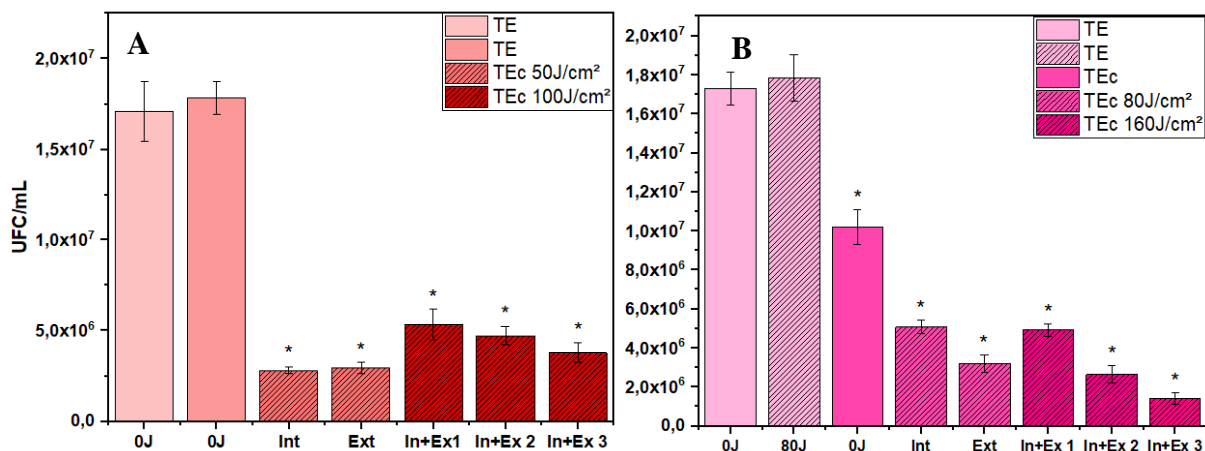 A
TE
TE
TEc 50J/cm²
TEc 100J/cm²
UFC/mL
2,0x10⁷
1,5x10⁷
1,0x10⁷
5,0x10⁶
0,0
* * * * *
0J 0J Int Ext In+Ex1 In+Ex 2 In+Ex 3
B
TE
TE
TEc
TEc 80J/cm²
TEc 160J/cm²
2,0x10⁷
1,8x10⁷
1,6x10⁷
1,4x10⁷
1,2x10⁷
1,0x10⁷
8,0x10⁶
6,0x10⁶
4,0x10⁶
2,0x10⁶
0,0
* * * * * *
0J 80J 0J Int Ext In+Ex 1 In+Ex 2 In+Ex 3